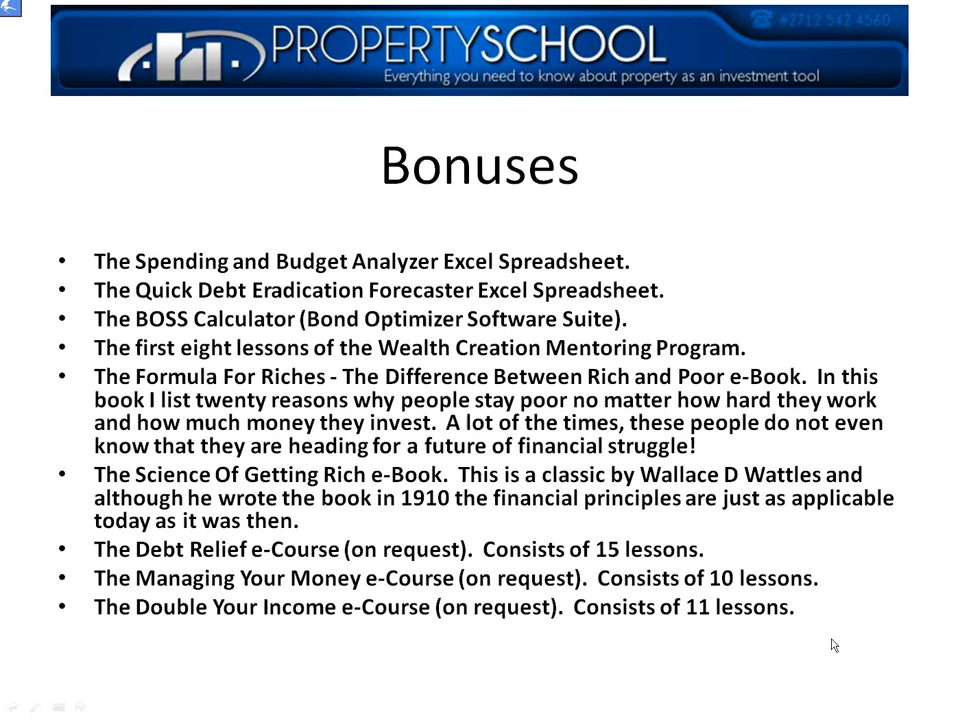 #2712 542 4560
PROPERTYSCHOOL
Everything you need to know about property as an investment tool
Bonuses
• The Spending and Budget Analyzer Excel Spreadsheet.
• The Quick Debt Eradication Forecaster Excel Spreadsheet.
• The BOSS Calculator (Bond Optimizer Software Suite).
• The first eight lessons of the Wealth Creation Mentoring Program.
• The Formula For Riches - The Difference Between Rich and Poor e-Book. In this
book I list twenty reasons why people stay poor no matter how hard they work
and how much money they invest. A lot of the times, these people do not even
know that they are heading for a future of financial struggle!
• The Science Of Getting Rich e-Book. This is a classic by Wallace D Wattles and
although he wrote the book in 1910 the financial principles are just as applicable
today as it was then.
• The Debt Relief e-Course (on request). Consists of 15 lessons.
• The Managing Your Money e-Course (on request). Consists of 10 lessons.
• The Double Your Income e-Course (on request). Consists of 11 lessons.